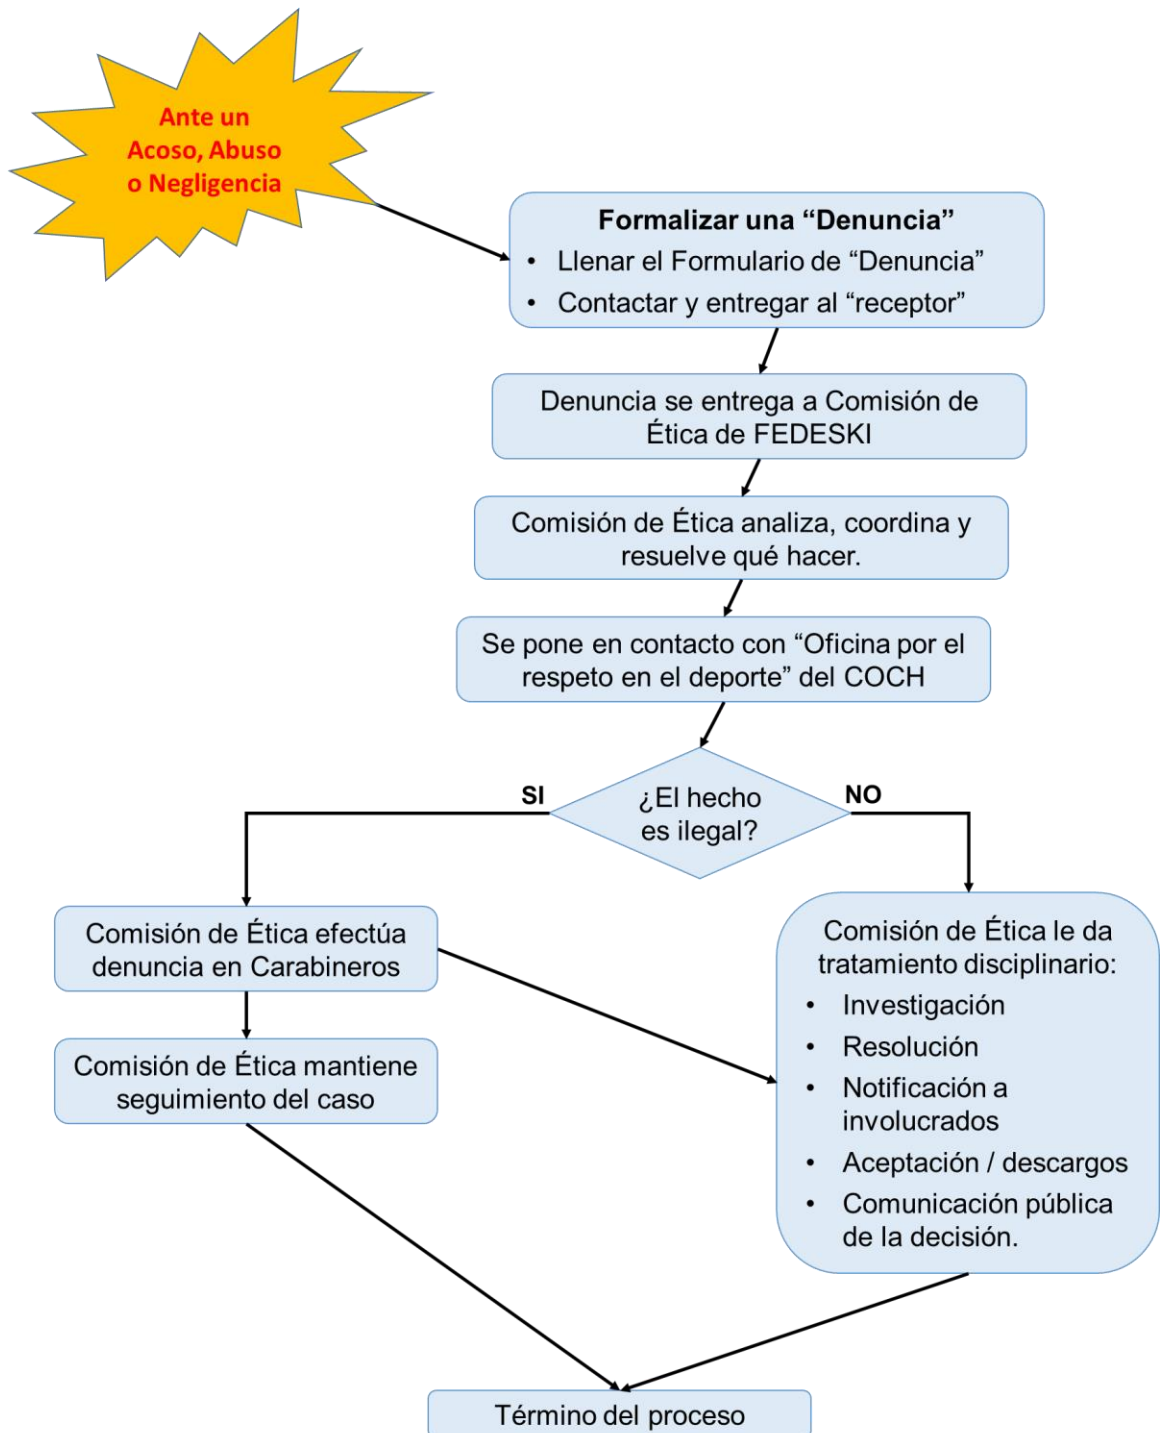 Ante un
Acoso, Abuso
o Negligencia
Formalizar una “Denuncia”
• Llenar el Formulario de “Denuncia”
• Contactar y entregar al “receptor”
Denuncia se entrega a Comisión de
Ética de FEDESKI
Comisión de Ética analiza, coordina y
resuelve qué hacer.
Se pone en contacto con “Oficina por el
respeto en el deporte” del COCH
¿El hecho
es ilegal?
SI
NO
Comisión de Ética efectúa
denuncia en Carabineros
Comisión de Ética mantiene
seguimiento del caso
Comisión de Ética le da
tratamiento disciplinario:
• Investigación
• Resolución
• Notificación a
involucrados
• Aceptación / descargos
• Comunicación pública
de la decisión.
Término del proceso